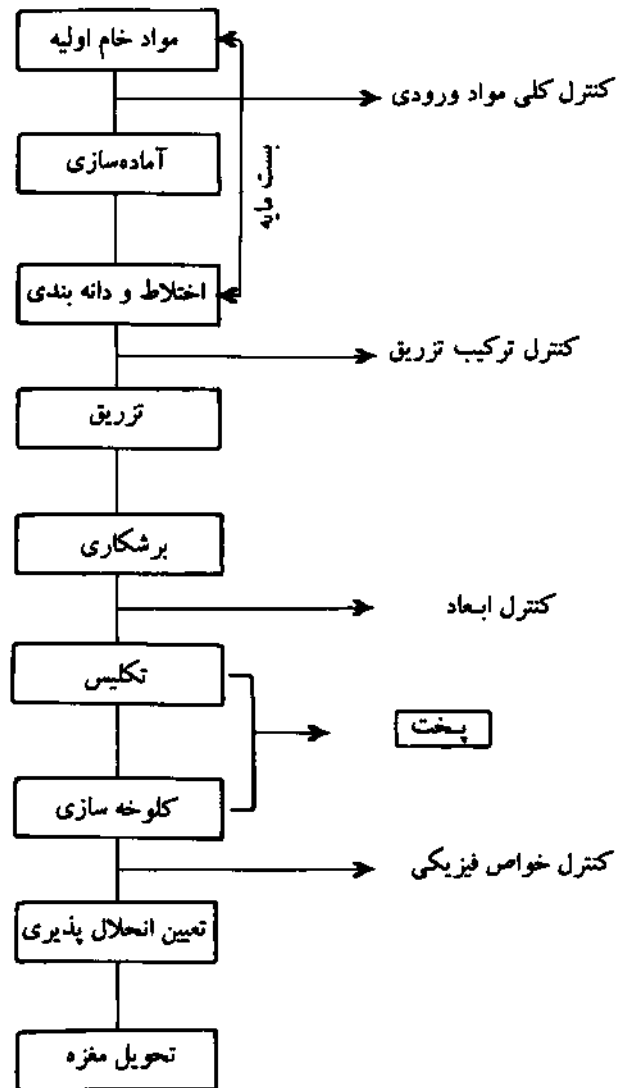 مواد خام اولیه
کنترل کلی مواد ورودی
آماده‌سازی
بست مایه
اختلاط و دانه بندی
کنترل ترکیب تزریق
تزریق
برشکاری
کنترل ابعاد
تکلیس
پخت
کلوخه سازی
کنترل خواص فیزیکی
تعیین انحلال پذیری
تحویل مغزه